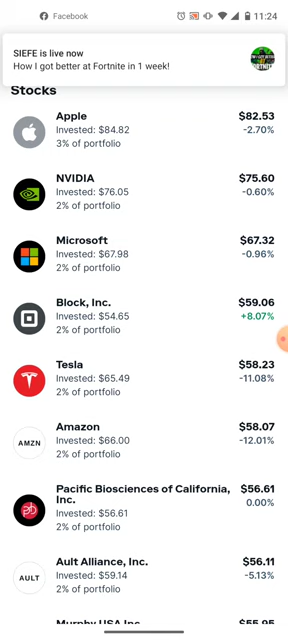 Facebook
11:24
SIEFE is live now
How I got better at Fortnite in 1 week!
Stocks
Apple
$82.53
Invested: $84.82
-2.70%
3% of portfolio
NVIDIA
$75.60
Invested: $76.05
-0.60%
2% of portfolio
Microsoft
$67.32
Invested: $67.98
-0.96%
2% of portfolio
Block, Inc.
$59.06
Invested: $54.65
+8.07%
2% of portfolio
Tesla
$58.23
Invested: $65.49
-11.08%
2% of portfolio
AMZN
Amazon
$58.07
Invested: $66.00
-12.01%
2% of portfolio
Pacific Biosciences of California,
Inc.
$56.61
Invested: $56.61
0.00%
2% of portfolio
AULT
Ault Alliance, Inc.
$56.11
Invested: $59.14
-5.13%
2% of portfolio
Murphy USA Inc.
$55.95